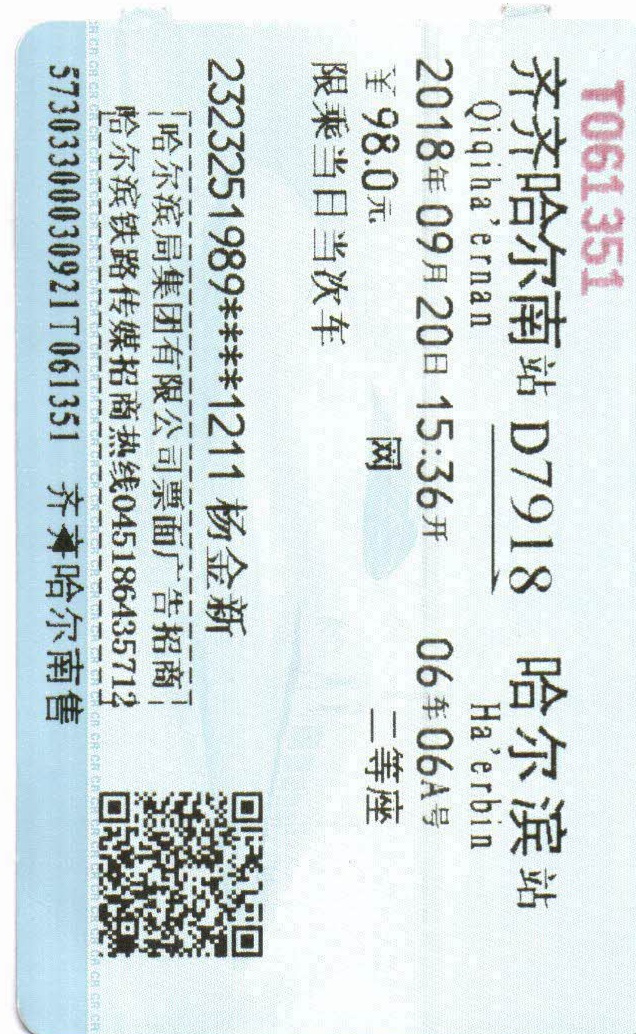 T061351
齐齐哈尔南站 D7918 哈尔滨站
Qiqiha'ernan Ha'erbin
2018年09月20日 15:36开 06车06A号
￥98.0元 网 二等座
限乘当日当次车
2323251989****1211 杨金新
哈尔滨局集团有限公司票面广告招商
哈尔滨铁路传媒招商热线045186435712
57303300030921T061351 齐齐哈尔南售